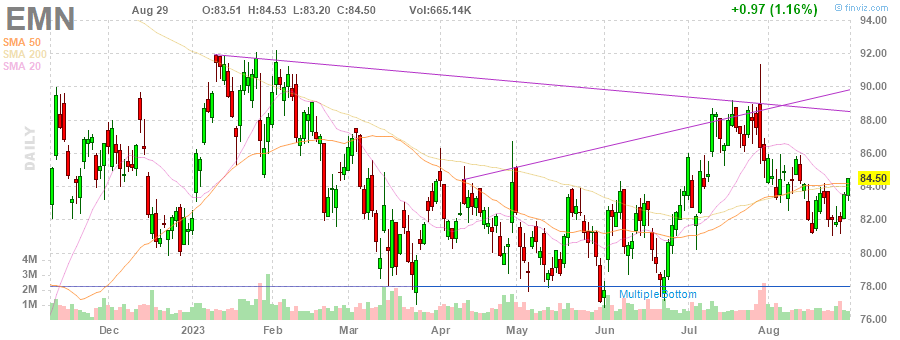 EMN
Aug 29 O:83.51 H:84.53 L:83.20 C:84.50 Vol:665.14K +0.97 (1.16%)
© finviz.com
SMA 50
SMA 200
SMA 20
DAILY
94.00
92.00
90.00
88.00
86.00
84.50
84.00
82.00
80.00
78.00
76.00
4M
3M
2M
1M
Multiple Bottom
Dec 2023 Feb Mar Apr May Jun Jul Aug